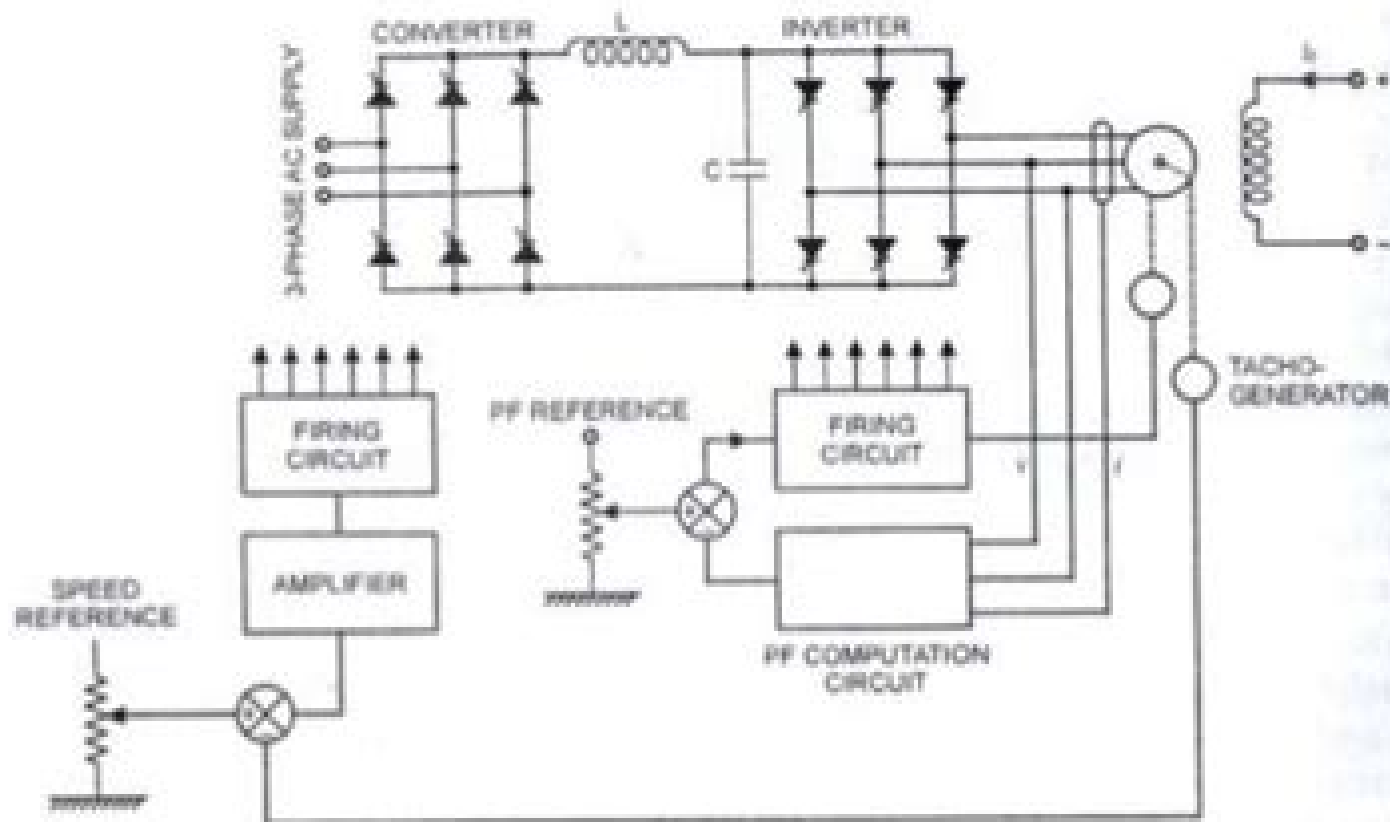 CONVERTER
L
INVERTER
3-PHASE AC SUPPLY
C
+
-
TACHO-
GENERATOR
PF REFERENCE
FIRING
CIRCUIT
FIRING
CIRCUIT
AMPLIFIER
SPEED
REFERENCE
PF COMPUTATION
CIRCUIT